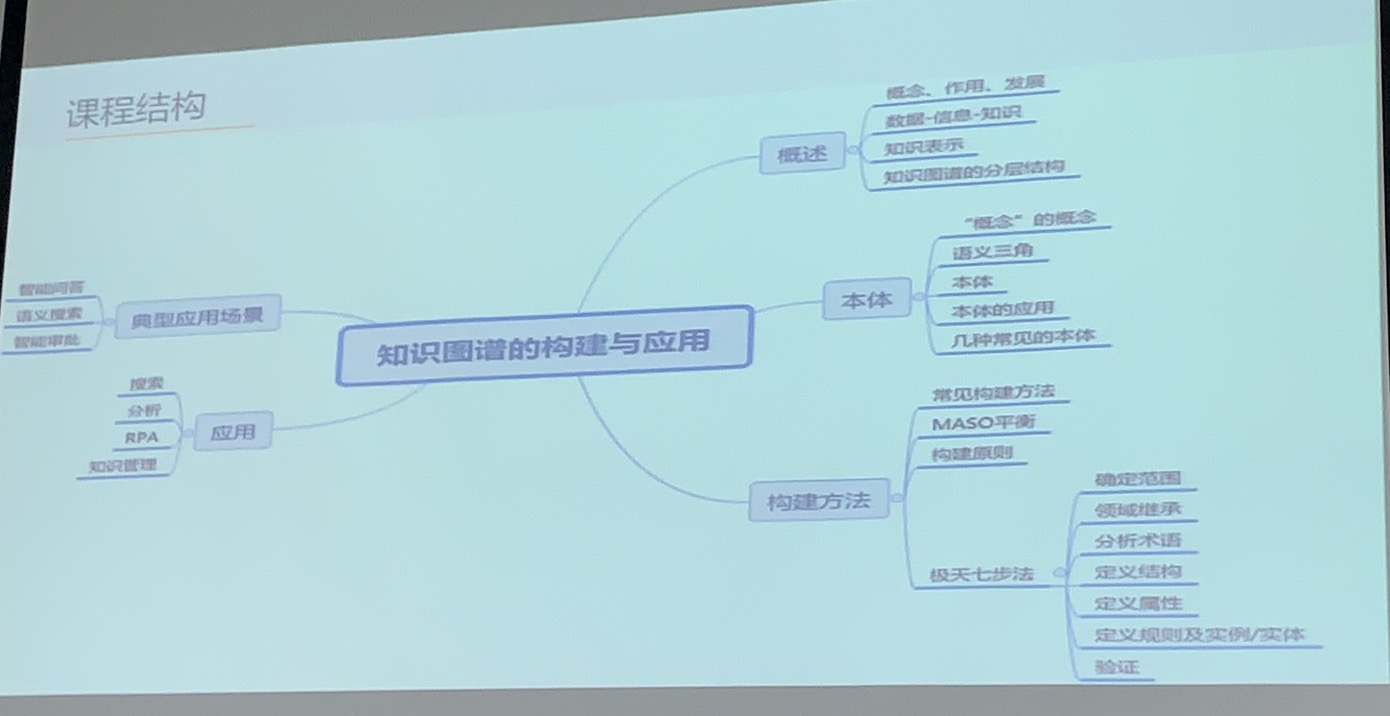 课程结构
知识图谱的构建与应用
概述
概念、作用、发展
数据-信息-知识
知识表示
知识图谱的分层结构
本体
“概念”的概念
语义三角
本体
本体的应用
几种常见的本体
构建方法
常见构建方法
MASO平衡
构建原则
极天七步法
确定范围
领域继承
分析术语
定义结构
定义属性
定义规则及实例/实体
验证
典型应用场景
智能问答
语义搜索
智能审批
应用
搜索
分析
RPA
知识管理